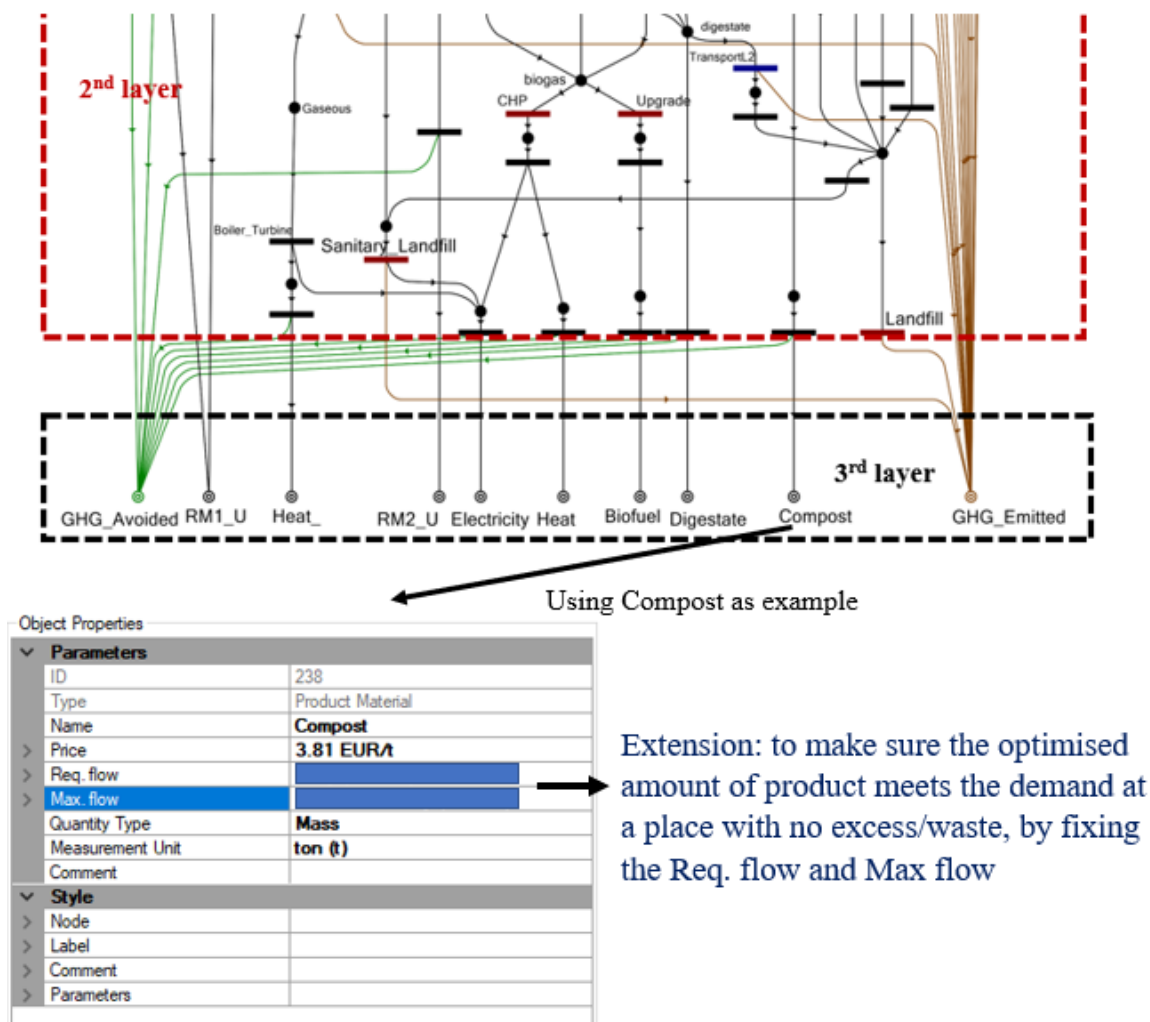 digestate
TransportL2
2nd layer
biogas
CHP
Upgrade
Gaseous
Boiler_Turbine
Sanitary_Landfill
Landfill
3rd layer
GHG_Avoided RM1_U Heat_ RM2_U Electricity Heat Biofuel Digestate Compost GHG_Emitted
Using Compost as example
Object Properties
Parameters
ID 238
Type Product Material
Name Compost
Price 3.81 EUR/t
Req. flow
Max. flow
Quantity Type Mass
Measurement Unit ton (t)
Comment
Style
Node
Label
Comment
Parameters
Extension: to make sure the optimised
amount of product meets the demand at
a place with no excess/waste, by fixing
the Req. flow and Max flow